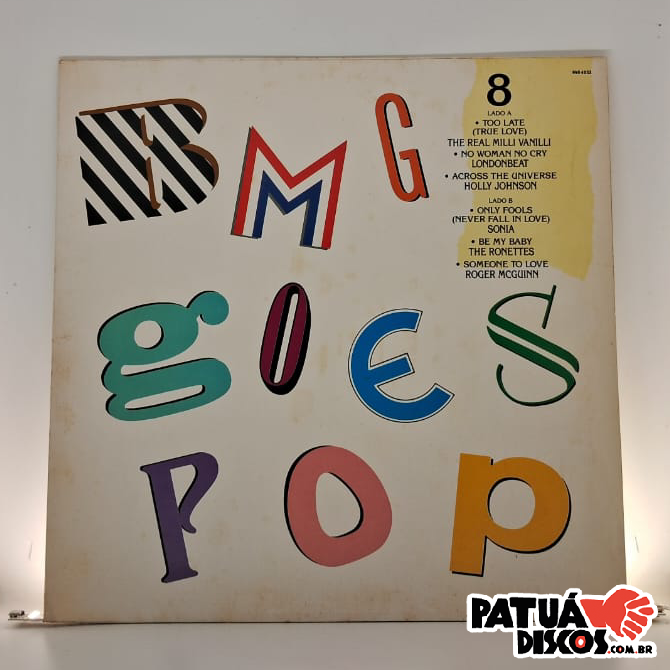 BMG
goes
POP
8
LADO A
• TOO LATE
(TRUE LOVE)
THE REAL MILLI VANILLI
• NO WOMAN NO CRY
LONDONBEAT
• ACROSS THE UNIVERSE
HOLLY JOHNSON
LADO B
• ONLY FOOLS
(NEVER FALL IN LOVE)
SONIA
• BE MY BABY
THE RONETTES
• SOMEONE TO LOVE
ROGER MCGUINN
PATUÁ
DISCOS.COM.BR